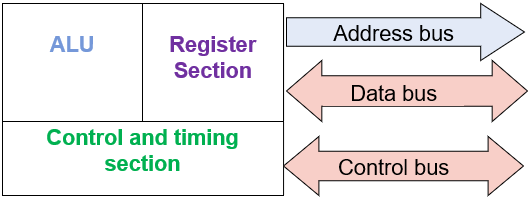 ALU
Register
Section
Control and timing
section
Address bus
Data bus
Control bus